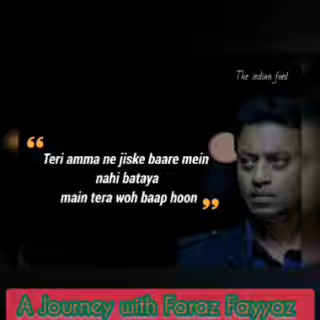 The indian feed
“
Teri amma ne jiske baare mein
nahi bataya
main tera woh baap hoon
”
A Journey with Faraz Fayyaz